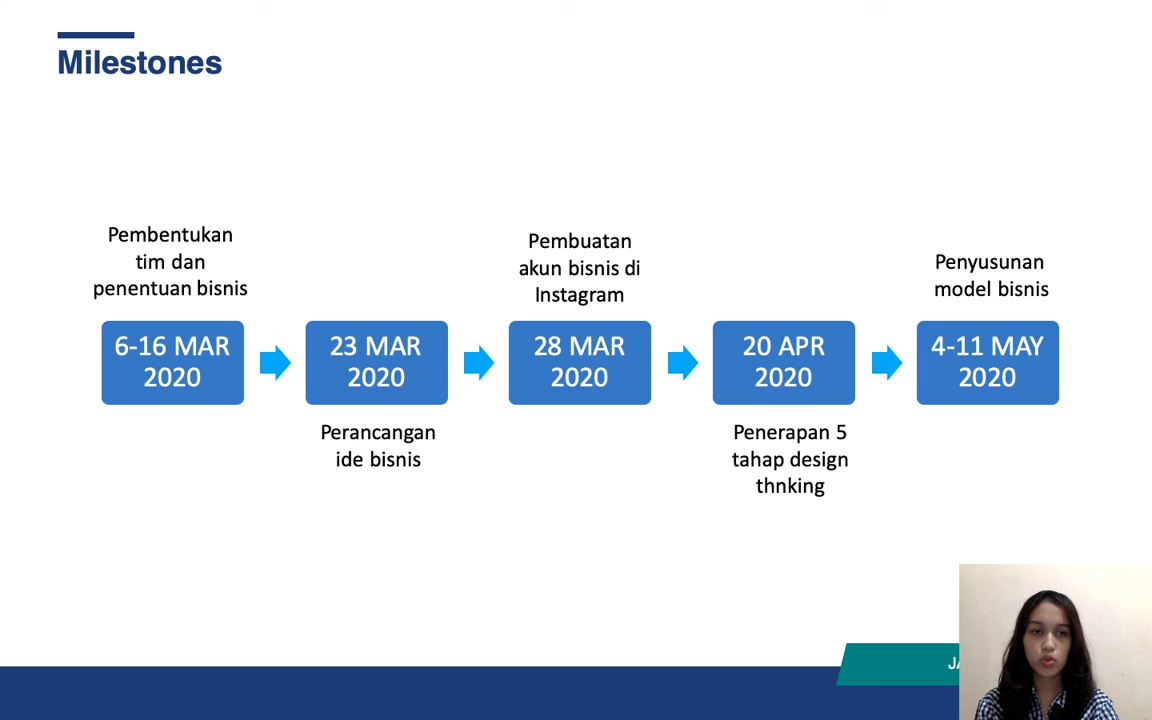 Milestones
Pembentukan
tim dan
penentuan bisnis
6-16 MAR
2020
23 MAR
2020
Perancangan
ide bisnis
Pembuatan
akun bisnis di
Instagram
28 MAR
2020
20 APR
2020
Penerapan 5
tahap design
thnking
Penyusunan
model bisnis
4-11 MAY
2020